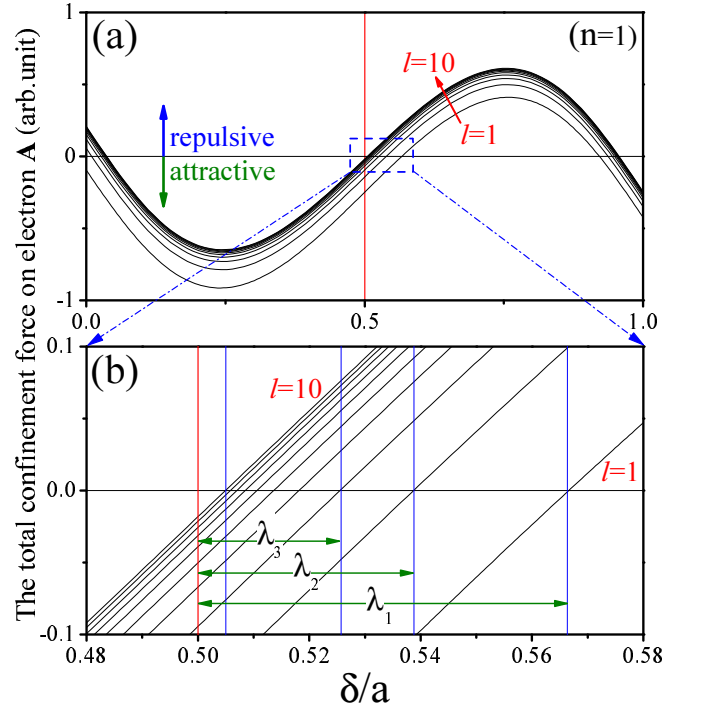 The total confinement force on electron A (arb.unit)
1
(a)
(n=1)
l=10
repulsive
l=1
0
attractive
-1
0.0 0.5 1.0
0.1
(b)
l=10
0.0
l=1
λ3
λ2
λ1
-0.1
0.48 0.50 0.52 0.54 0.56 0.58
δ/a